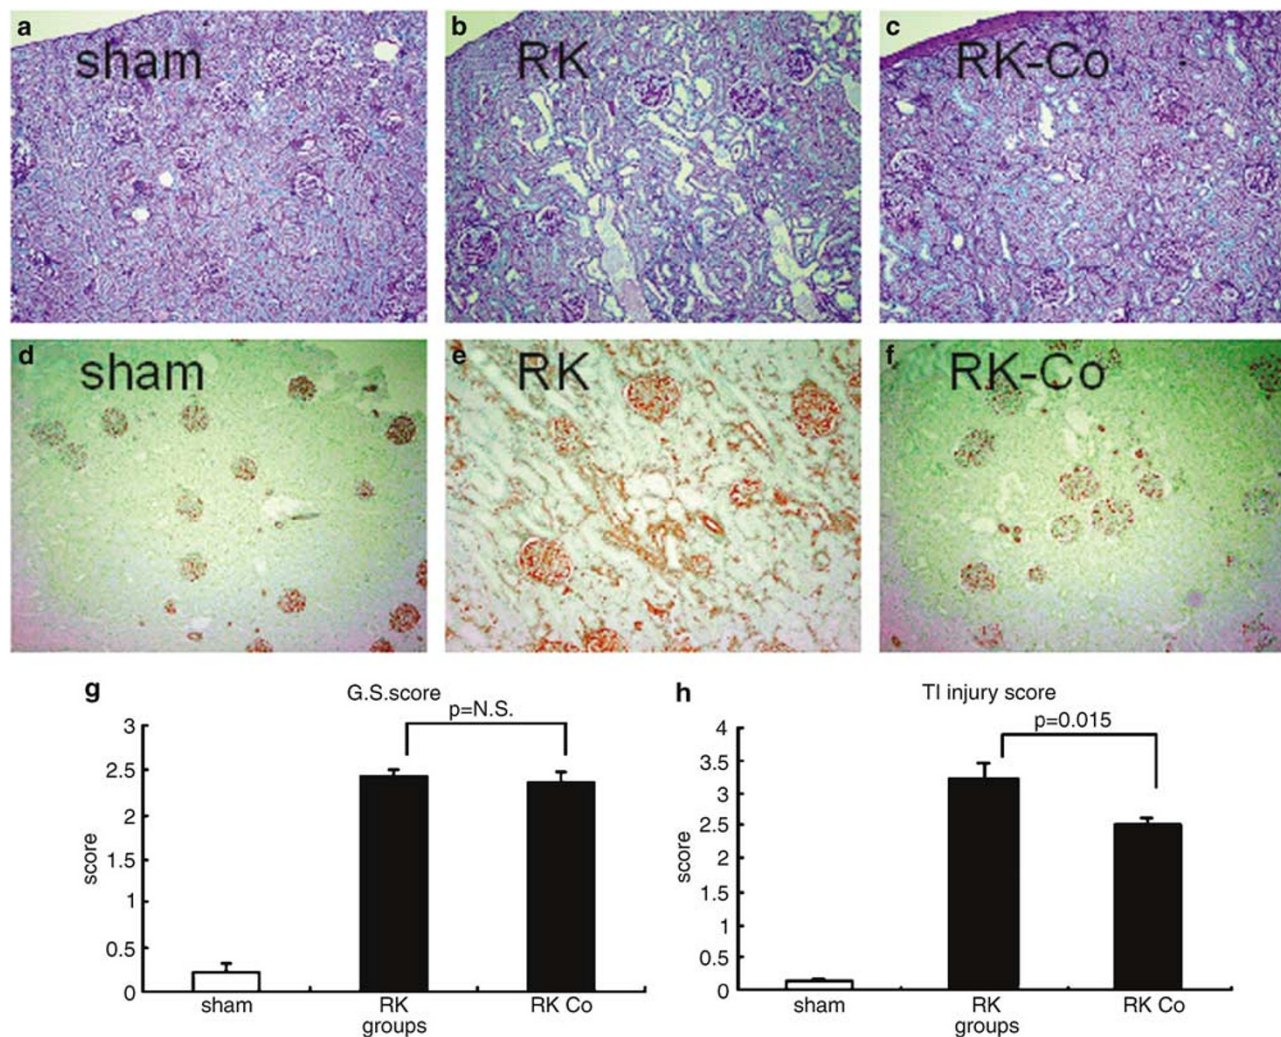 a
sham
b
RK
c
RK-Co
d
sham
e
RK
f
RK-Co
g
G.S.score
p=N.S.
3
2.5
2
1.5
1
0.5
0
score
sham
RK
RK Co
groups
h
TI injury score
p=0.015
4
3.5
3
2.5
2
1.5
1
0.5
0
score
sham
RK
RK Co
groups